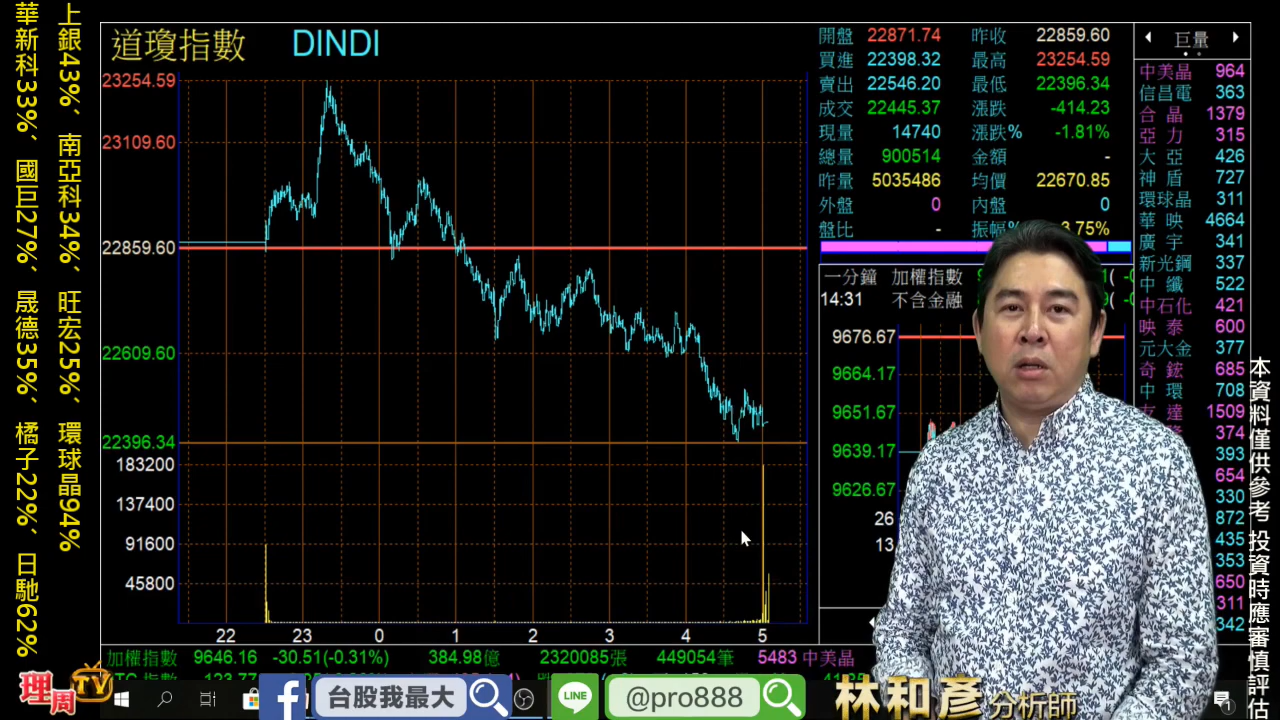 上銀43%, 南亞科34%, 旺宏25%, 環球晶94%
華新科33%, 國巨27%, 晟德35%, 橘子22%, 日馳62%
道瓊指數 DINDI
23254.59
23109.60
22859.60
22609.60
22396.34
183200
137400
91600
45800
22 23 0 1 2 3 4 5
開盤 22871.74 昨收 22859.60
買進 22398.32 最高 23254.59
賣出 22546.20 最低 22396.34
成交 22445.37 漲跌 -414.23
現量 14740 漲跌% -1.81%
總量 900514 金額 -
昨量 5035486 均價 22670.85
外盤 0 內盤 0
盤比 - 振幅% 3.75%
一分鐘 加權指數
14:31 不含金融
9676.67
9664.17
9651.67
9639.17
9626.67
26
13
巨量
中美晶 964
信昌電 363
合晶 1379
亞力 315
大亞 426
神盾 727
環球晶 311
華映 4664
廣宇 341
新光鋼 337
中纖 522
中石化 421
映泰 600
元大金 377
奇鋐 685
中環 708
友達 1509
374
393
654
330
872
435
353
650
311
342
加權指數 9646.16 -30.51(-0.31%) 384.98億 2320085張 449054筆 5483 中美晶
本資料僅供參考 投資時應審慎評估
理周TV
台股我最大
LINE
@pro888
林和彥 分析師